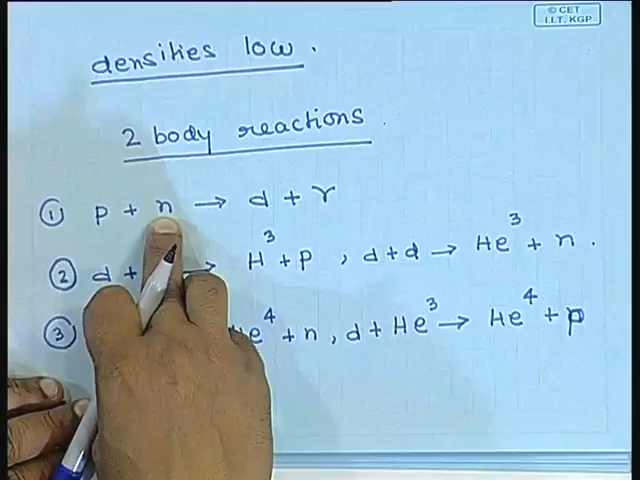 © CET
I.I.T. KGP
densities low.
2 body reactions
① p + n → d + γ
② d + → H³ + p, d + d → He³ + n.
③ He⁴ + n, d + He³ → He⁴ + p